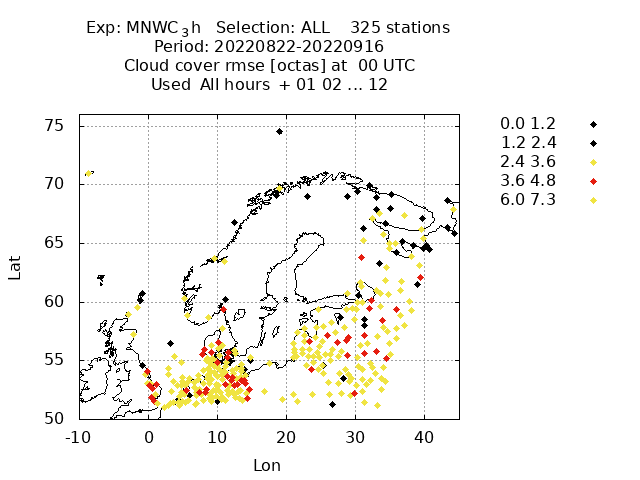 Exp: MNWC3h Selection: ALL 325 stations
Period: 20220822-20220916
Cloud cover rmse [octas] at 00 UTC
Used All hours + 01 02 ... 12
0.0 1.2
1.2 2.4
2.4 3.6
3.6 4.8
6.0 7.3
75
70
65
60
55
50
Lat
-10 0 10 20 30 40
Lon